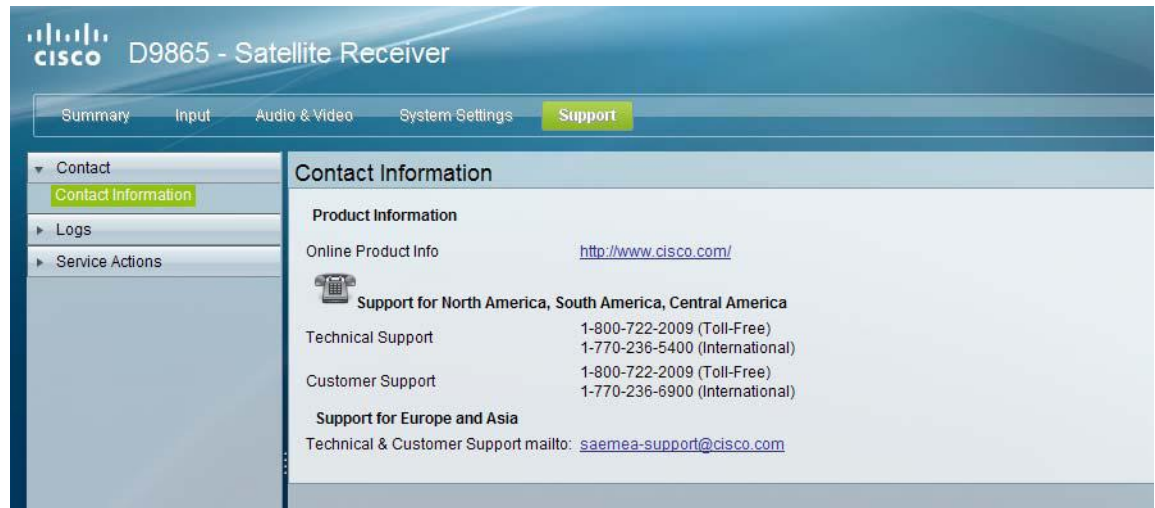 CISCO D9865 - Satellite Receiver
Summary Input Audio & Video System Settings Support
Contact
Contact Information
Logs
Service Actions
Contact Information
Product Information
Online Product Info http://www.cisco.com/
Support for North America, South America, Central America
Technical Support 1-800-722-2009 (Toll-Free)
1-770-236-5400 (International)
Customer Support 1-800-722-2009 (Toll-Free)
1-770-236-6900 (International)
Support for Europe and Asia
Technical & Customer Support mailto: saemea-support@cisco.com